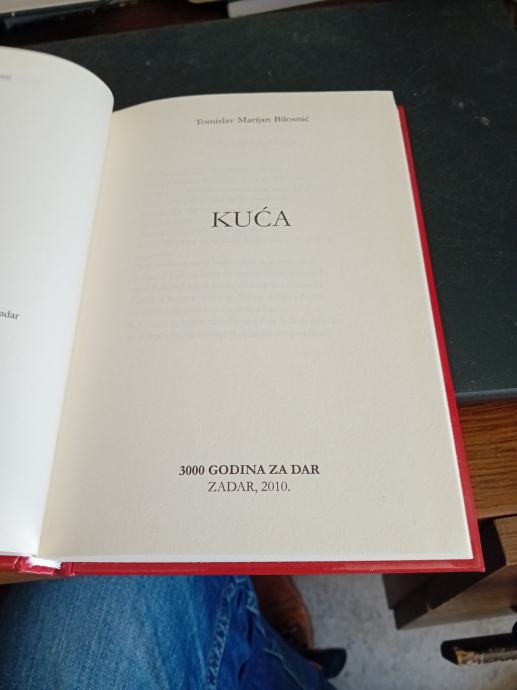 Tomislav Marijan Bilosnić
KUĆA
3000 GODINA ZA DAR
ZADAR, 2010.